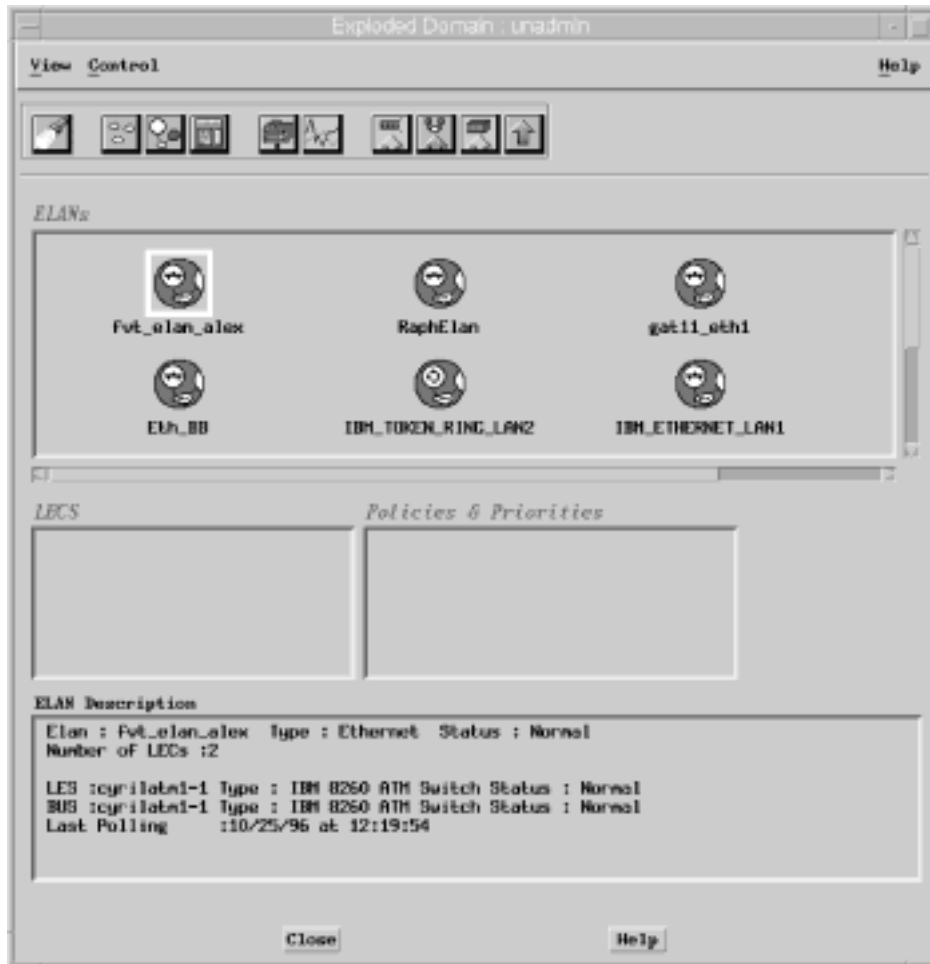 Exploded Domain : unadmin
View Control Help
ELANs
fvt_elan_alex RaphElan gat11_eth1
Eth_BB IBM_TOKEN_RING_LAN2 IBM_ETHERNET_LAN1
LECS Policies & Priorities
ELAN Description
Elan : fvt_elan_alex Type : Ethernet Status : Normal
Number of LECs :2
LES :cyrilatm1-1 Type : IBM 8260 ATM Switch Status : Normal
BUS :cyrilatm1-1 Type : IBM 8260 ATM Switch Status : Normal
Last Polling :10/25/96 at 12:19:54
Close Help